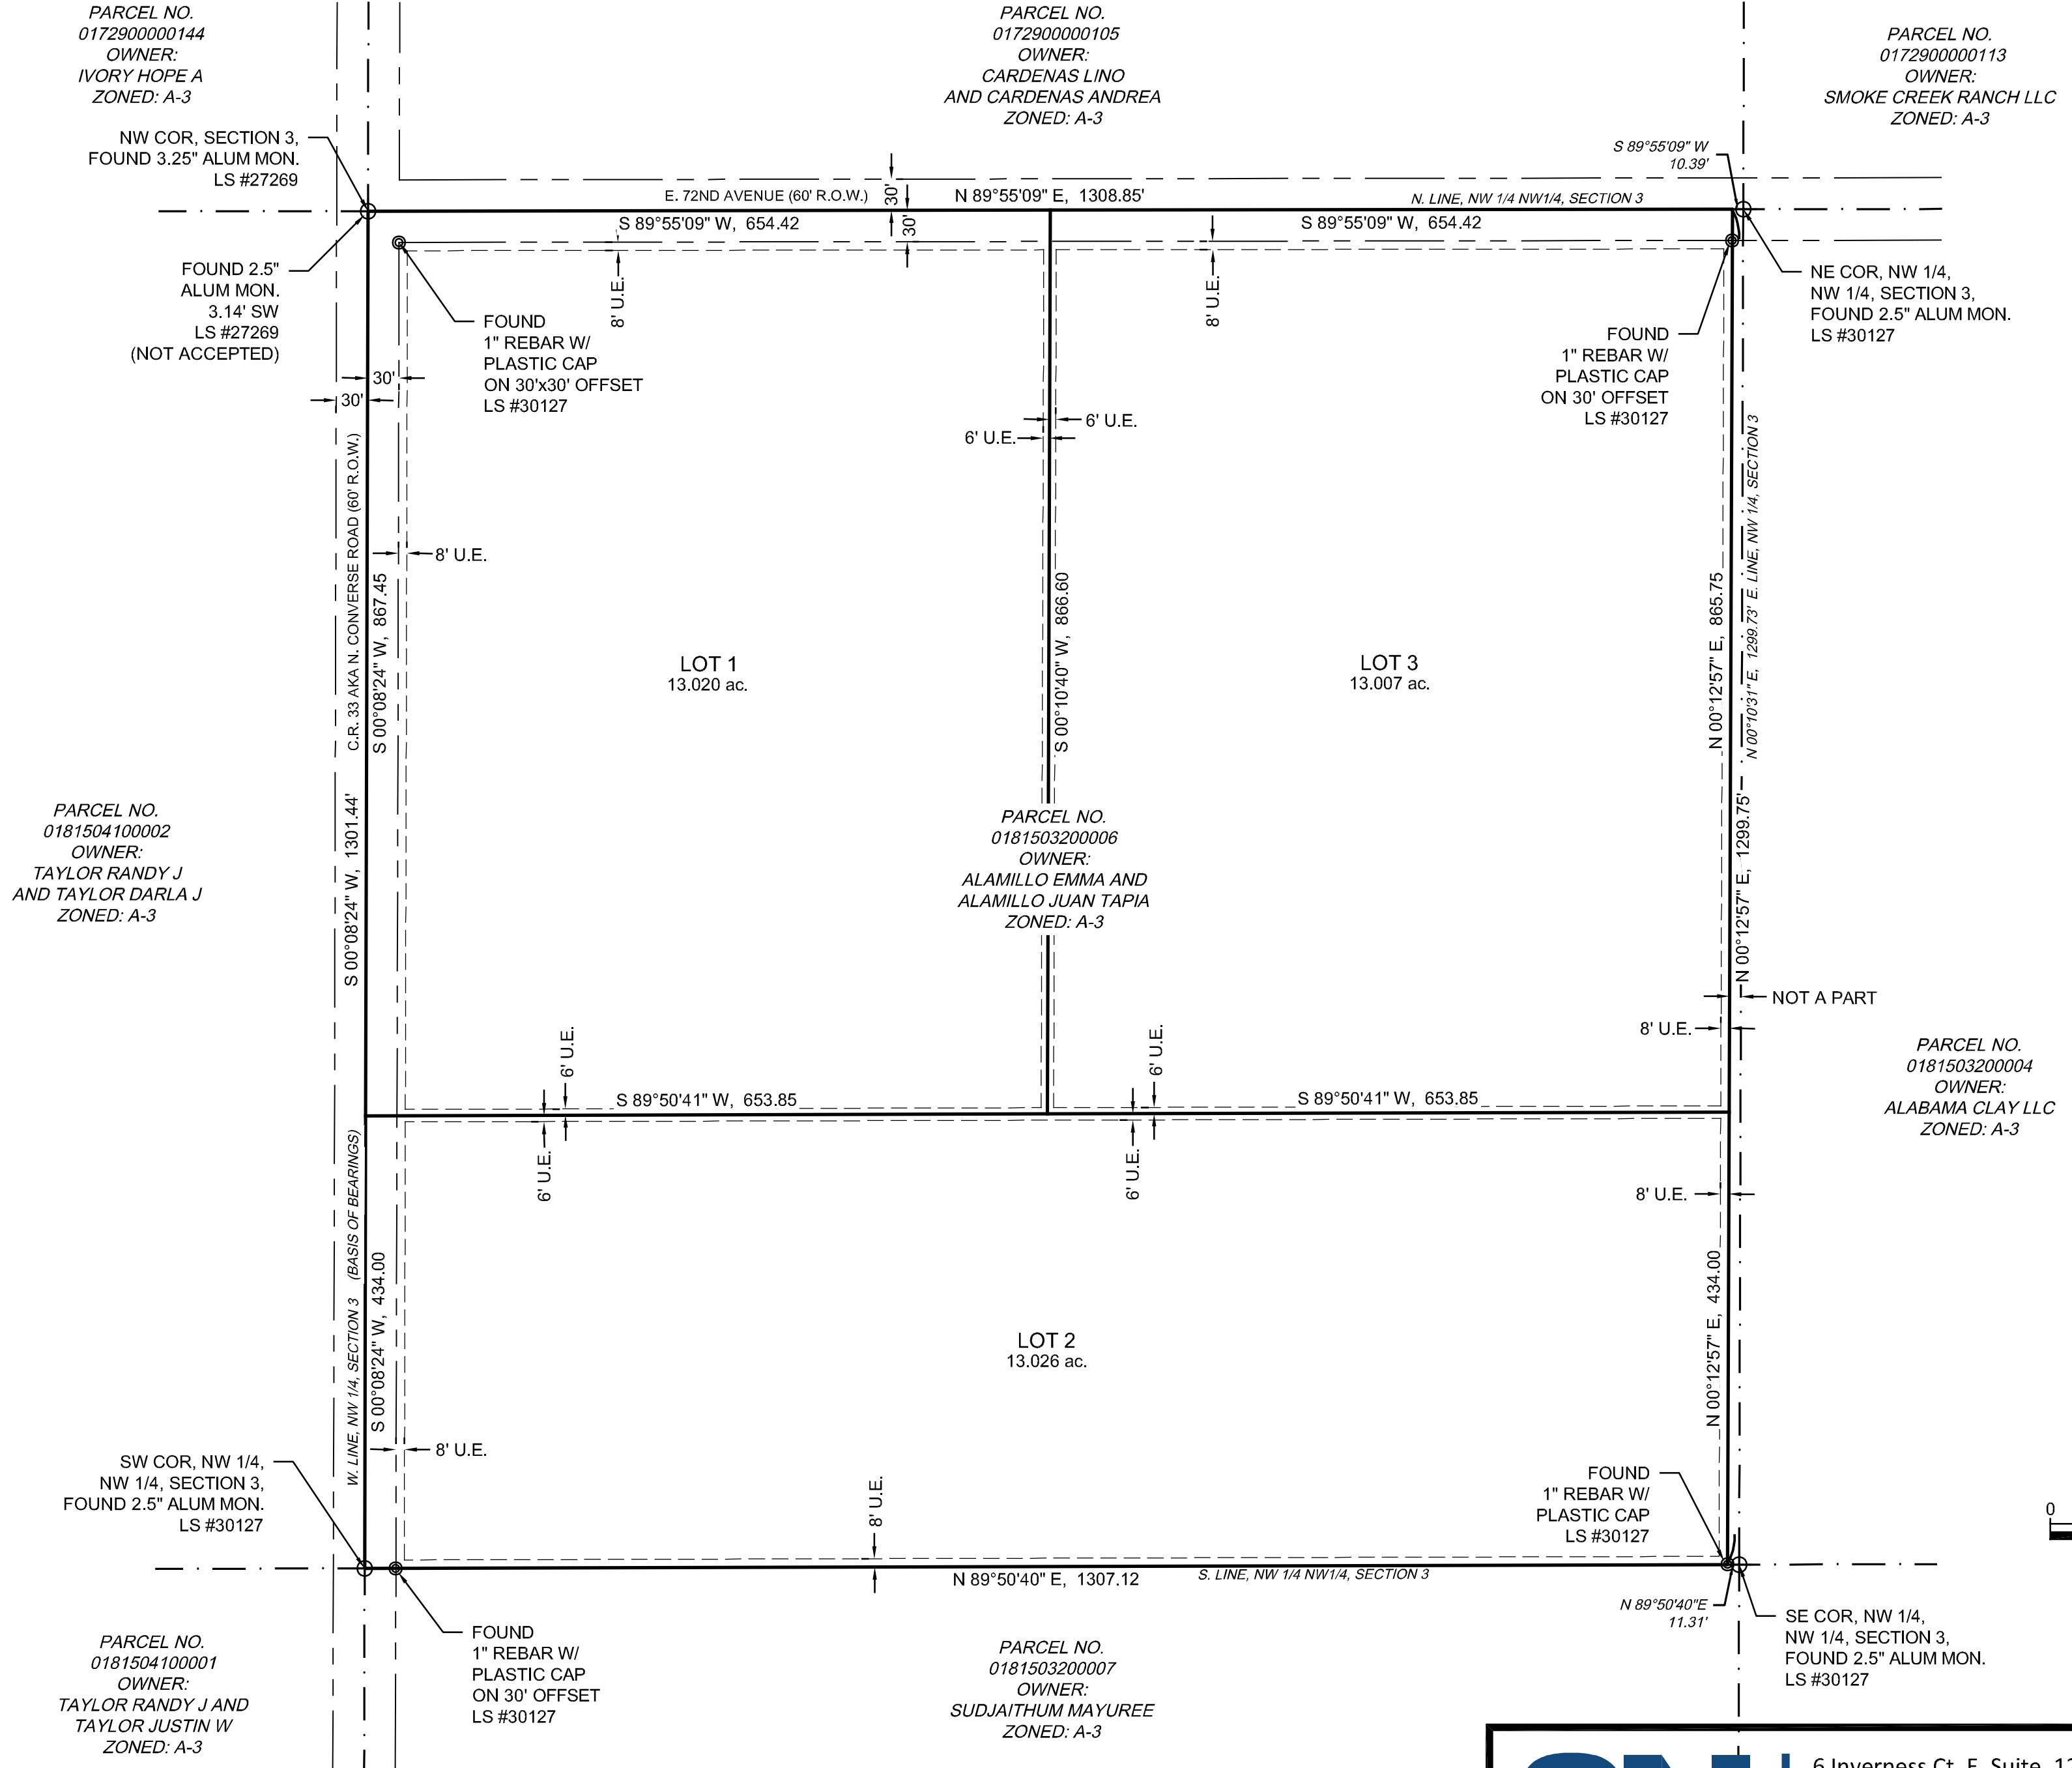 PARCEL NO.
0172900000144
OWNER:
IVORY HOPE A
ZONED: A-3
PARCEL NO.
0172900000105
OWNER:
CARDENAS LINO
AND CARDENAS ANDREA
ZONED: A-3
PARCEL NO.
0172900000113
OWNER:
SMOKE CREEK RANCH LLC
ZONED: A-3
NW COR, SECTION 3,
FOUND 3.25" ALUM MON.
LS #27269
S 89°55'09" W
10.39'
E. 72ND AVENUE (60' R.O.W.)
30'
N 89°55'09" E, 1308.85'
N. LINE, NW 1/4 NW1/4, SECTION 3
S 89°55'09" W, 654.42
30'
S 89°55'09" W, 654.42
FOUND 2.5"
ALUM MON.
3.14' SW
LS #27269
(NOT ACCEPTED)
FOUND
1" REBAR W/
PLASTIC CAP
ON 30'x30' OFFSET
LS #30127
8' U.E.
8' U.E.
FOUND
1" REBAR W/
PLASTIC CAP
ON 30' OFFSET
LS #30127
NE COR, NW 1/4,
NW 1/4, SECTION 3,
FOUND 2.5" ALUM MON.
LS #30127
30'
30'
6' U.E.
6' U.E.
C.R. 33 AKA N. CONVERSE ROAD (60' R.O.W.)
8' U.E.
S 00°08'24" W, 867.45
S 00°10'40" W, 866.60
N 00°12'57" E, 865.75
N 00°10'31" E, 1299.73' E. LINE, NW 1/4, SECTION 3
LOT 1
13.020 ac.
LOT 3
13.007 ac.
S 00°08'24" W, 1301.44'
N 00°12'57" E, 1299.75'
PARCEL NO.
0181504100002
OWNER:
TAYLOR RANDY J
AND TAYLOR DARLA J
ZONED: A-3
PARCEL NO.
0181503200006
OWNER:
ALAMILLO EMMA AND
ALAMILLO JUAN TAPIA
ZONED: A-3
NOT A PART
8' U.E.
PARCEL NO.
0181503200004
OWNER:
ALABAMA CLAY LLC
ZONED: A-3
6' U.E.
6' U.E.
S 89°50'41" W, 653.85
S 89°50'41" W, 653.85
6' U.E.
6' U.E.
8' U.E.
W. LINE, NW 1/4, SECTION 3 (BASIS OF BEARINGS)
S 00°08'24" W, 434.00
N 00°12'57" E, 434.00
LOT 2
13.026 ac.
8' U.E.
8' U.E.
SW COR, NW 1/4,
NW 1/4, SECTION 3,
FOUND 2.5" ALUM MON.
LS #30127
FOUND
1" REBAR W/
PLASTIC CAP
LS #30127
0
N 89°50'40" E, 1307.12
S. LINE, NW 1/4 NW1/4, SECTION 3
N 89°50'40"E
11.31'
SE COR, NW 1/4,
NW 1/4, SECTION 3,
FOUND 2.5" ALUM MON.
LS #30127
FOUND
1" REBAR W/
PLASTIC CAP
ON 30' OFFSET
LS #30127
PARCEL NO.
0181504100001
OWNER:
TAYLOR RANDY J AND
TAYLOR JUSTIN W
ZONED: A-3
PARCEL NO.
0181503200007
OWNER:
SUDJAITHUM MAYUREE
ZONED: A-3
6 Inverness Ct. E, Suite